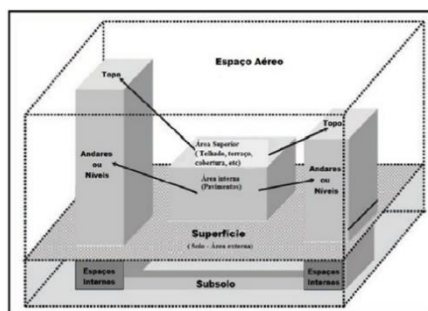 Espaço Aéreo
Topo
Topo
Área Superior
( Telhado, terraço,
cobertura, etc)
Andares
ou
Níveis
Área interna
(Pavimentos)
Andares
ou
Níveis
Superfície
( Solo - Área externa)
Espaços
Internos
Subsolo
Espaços
Internos